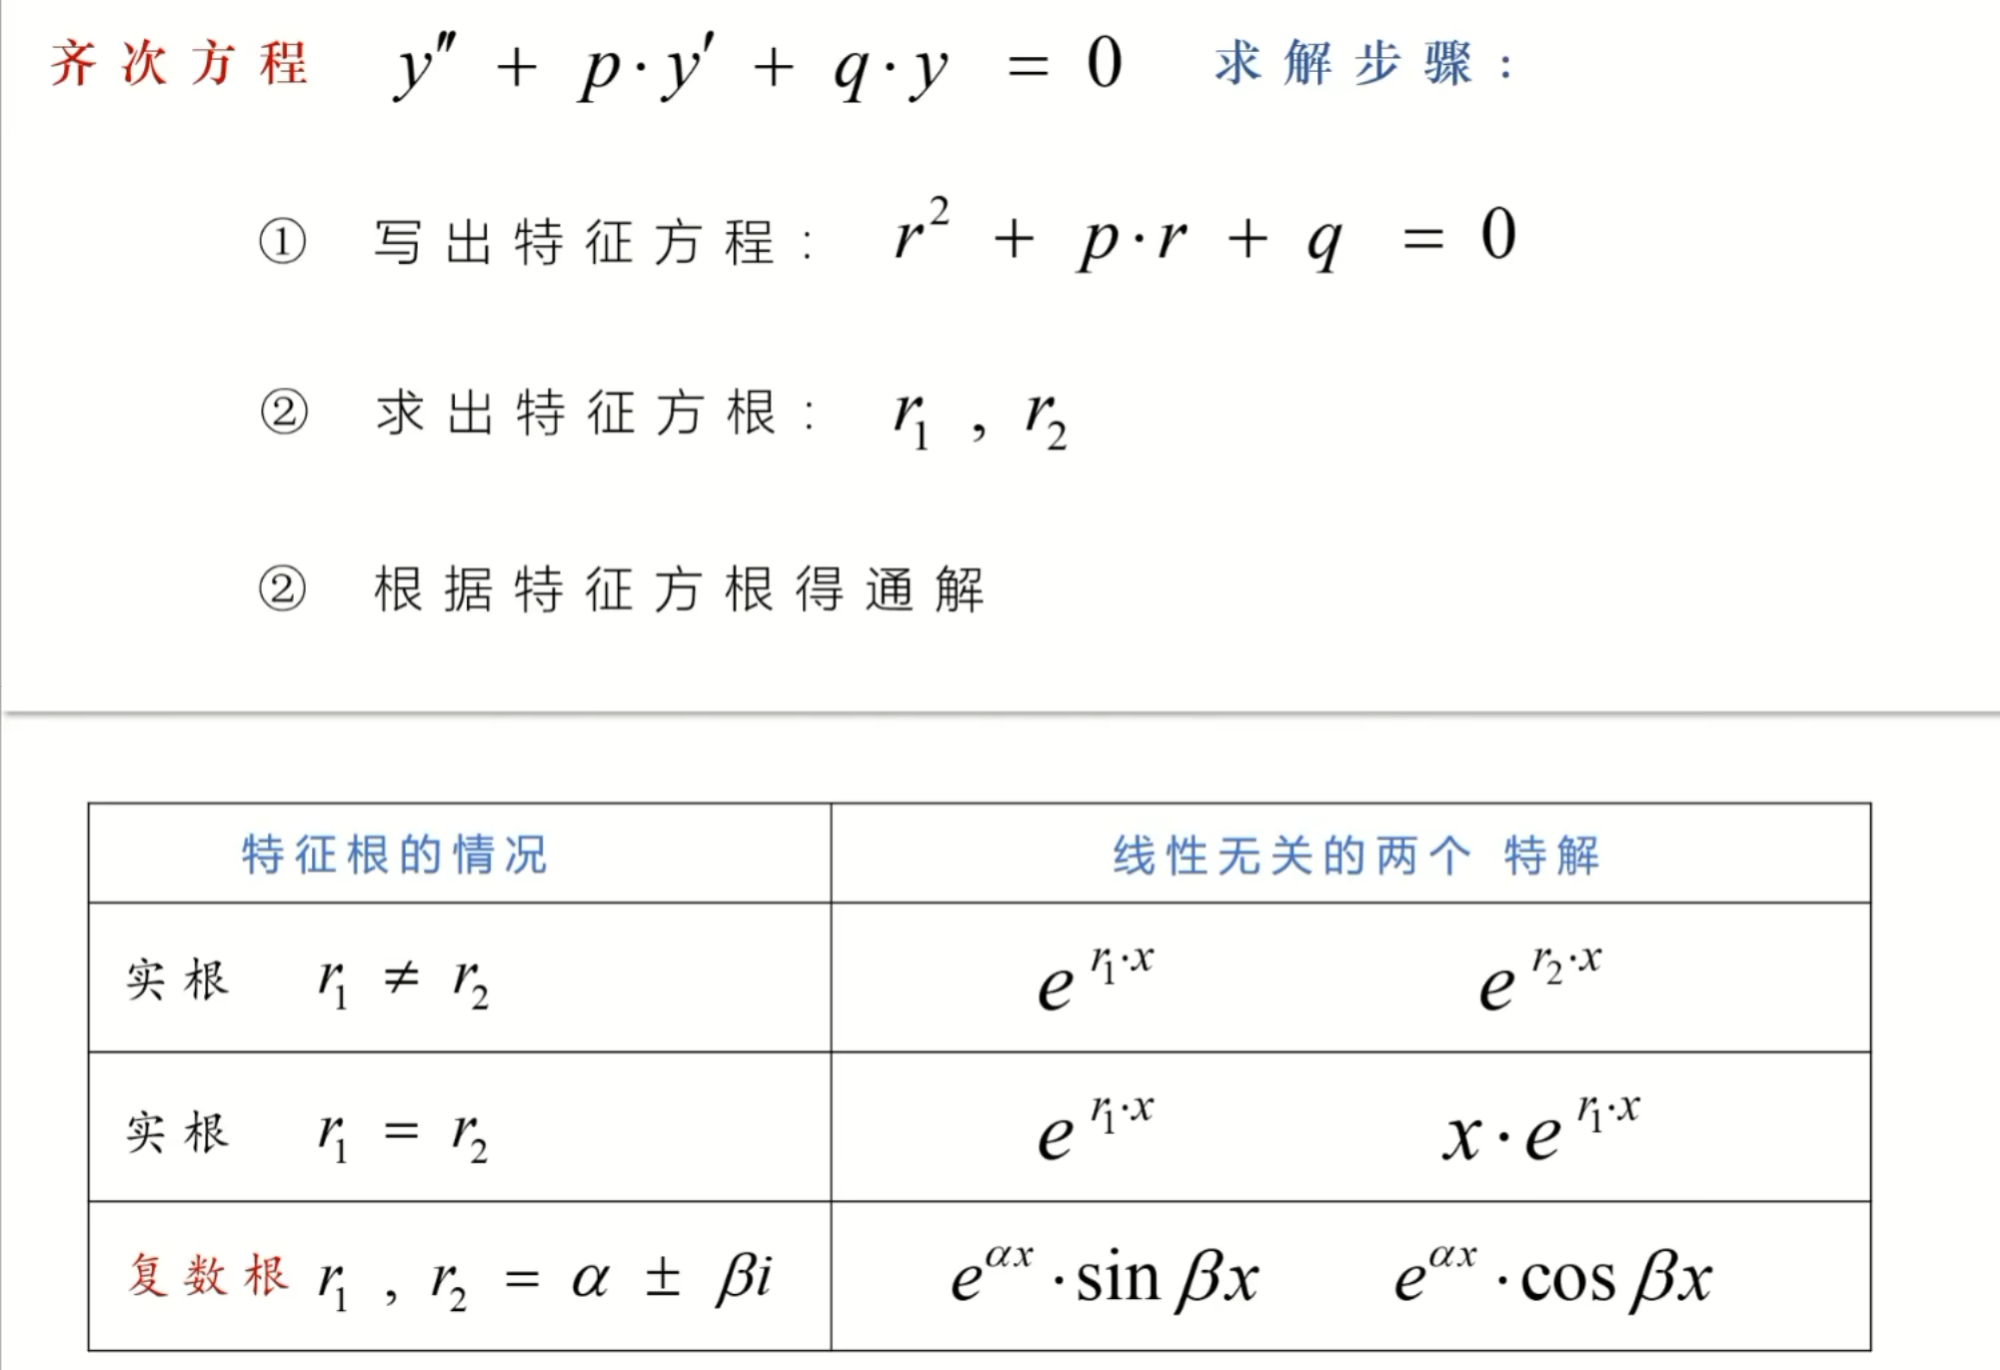 齐次方程 y″ + p·y′ + q·y = 0 求解步骤：
① 写出特征方程： r² + p·r + q = 0
② 求出特征方根： r₁ , r₂
② 根据特征方根得通解
特征根的情况 线性无关的两个 特解
实根 r₁ ≠ r₂ e^{r₁·x} e^{r₂·x}
实根 r₁ = r₂ e^{r₁·x} x·e^{r₁·x}
复数根 r₁ , r₂ = α ± βi e^{αx}·sin βx e^{αx}·cos βx